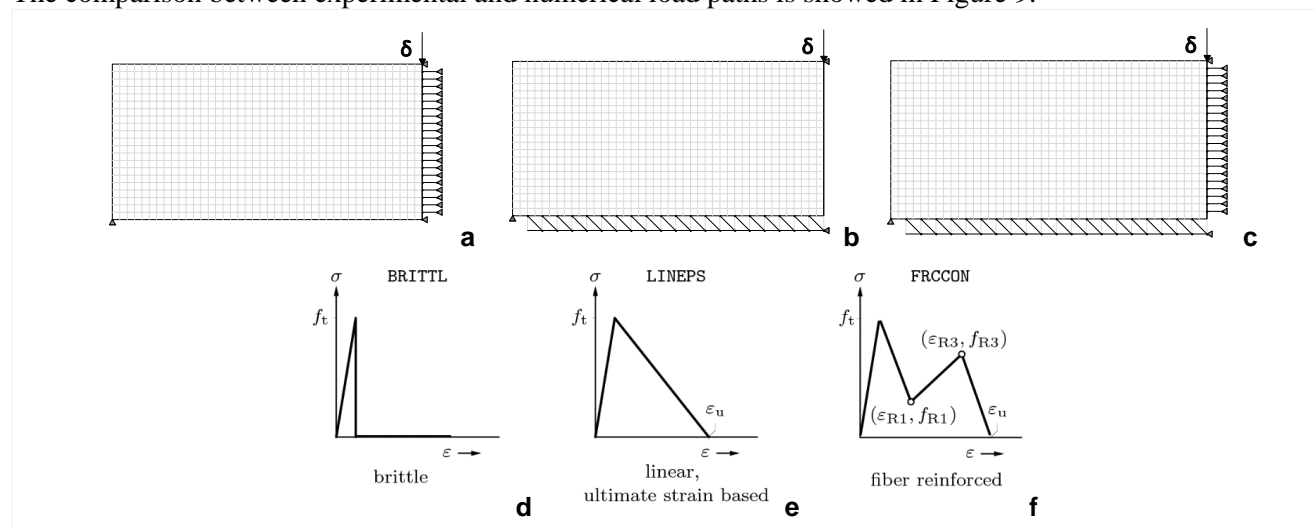 The comparison between experimental and numerical load paths is showed in Figure 9.
δ
δ
δ
a
b
c
σ BRITTL
f_t
ε
brittle
d
σ LINEPS
f_t
ε_u
ε
linear,
ultimate strain based
e
σ FRCCON
f_t
(ε_R3, f_R3)
(ε_R1, f_R1)
ε_u
ε
fiber reinforced
f